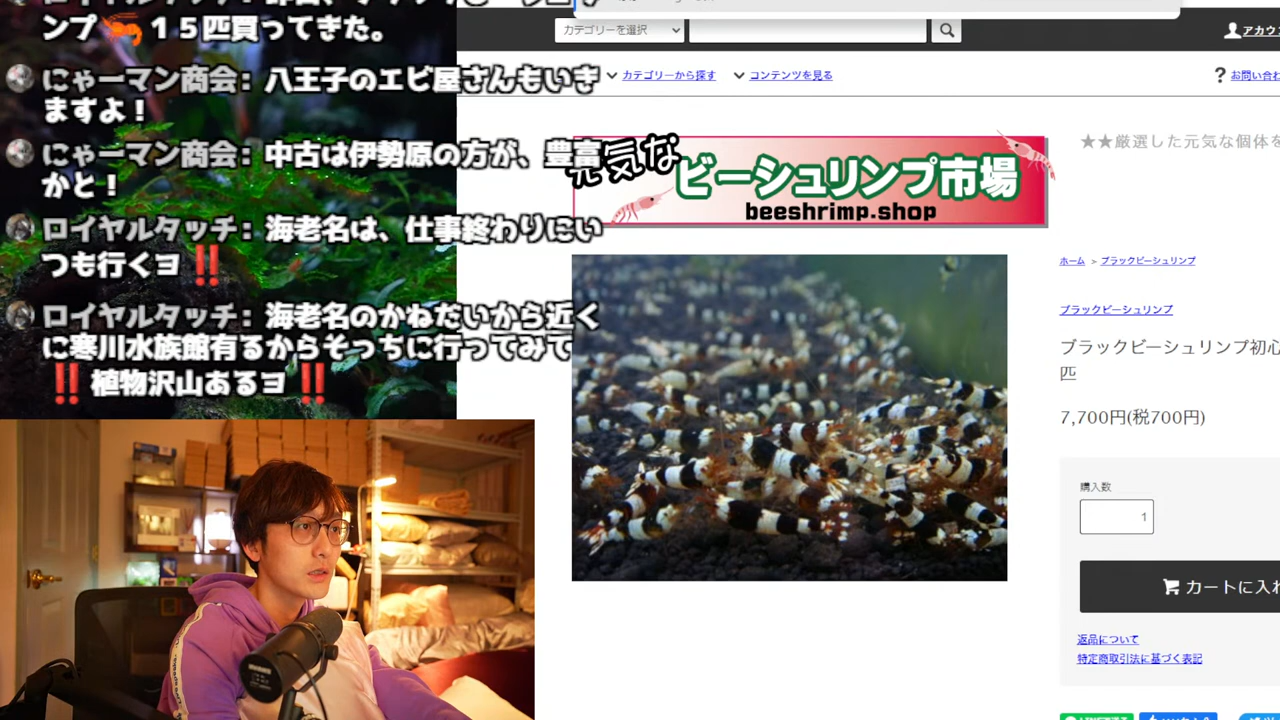 ンプ🦐１５匹買ってきた。
にゃーマン商会: 八王子のエビ屋さんもいき
ますよ！
にゃーマン商会: 中古は伊勢原の方が、豊富
かと！
ロイヤルタッチ: 海老名は、仕事終わりにい
つも行くヨ‼️
ロイヤルタッチ: 海老名のかねだいから近く
に寒川水族館有るからそっちに行ってみて
‼️植物沢山あるヨ‼️
カテゴリーを選択
アカウ
カテゴリーから探す
コンテンツを見る
? お問い合わ
元気な
ビーシュリンプ市場
beeshrimp.shop
★★厳選した元気な個体を
ホーム > ブラックビーシュリンプ
ブラックビーシュリンプ
ブラックビーシュリンプ初心
匹
7,700円(税700円)
購入数
1
カートに入れ
返品について
特定商取引法に基づく表記